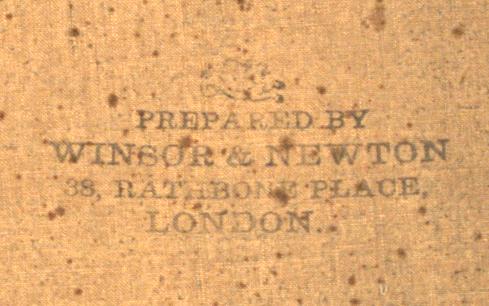 PREPARED BY
WINSOR & NEWTON
38, RATHBONE PLACE,
LONDON.